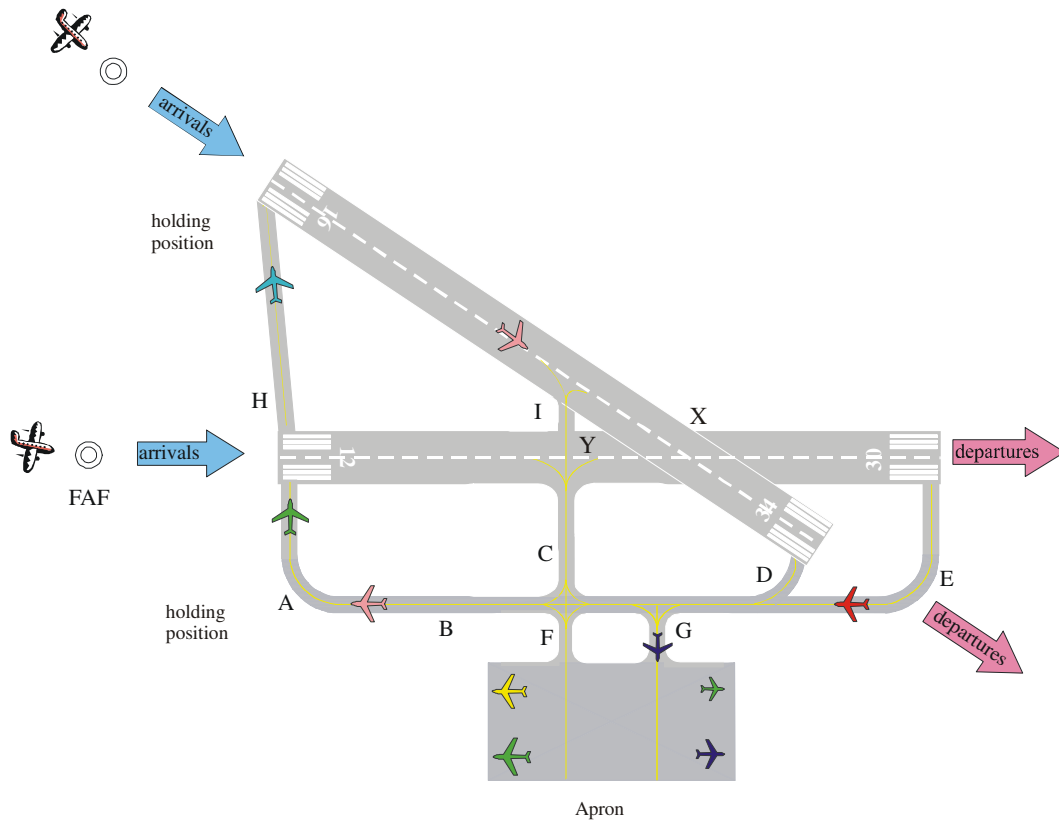 arrivals
holding
position
16
H
I
X
Y
arrivals
12
30
departures
FAF
34
C
D
E
A
holding
position
B
F
G
departures
Apron